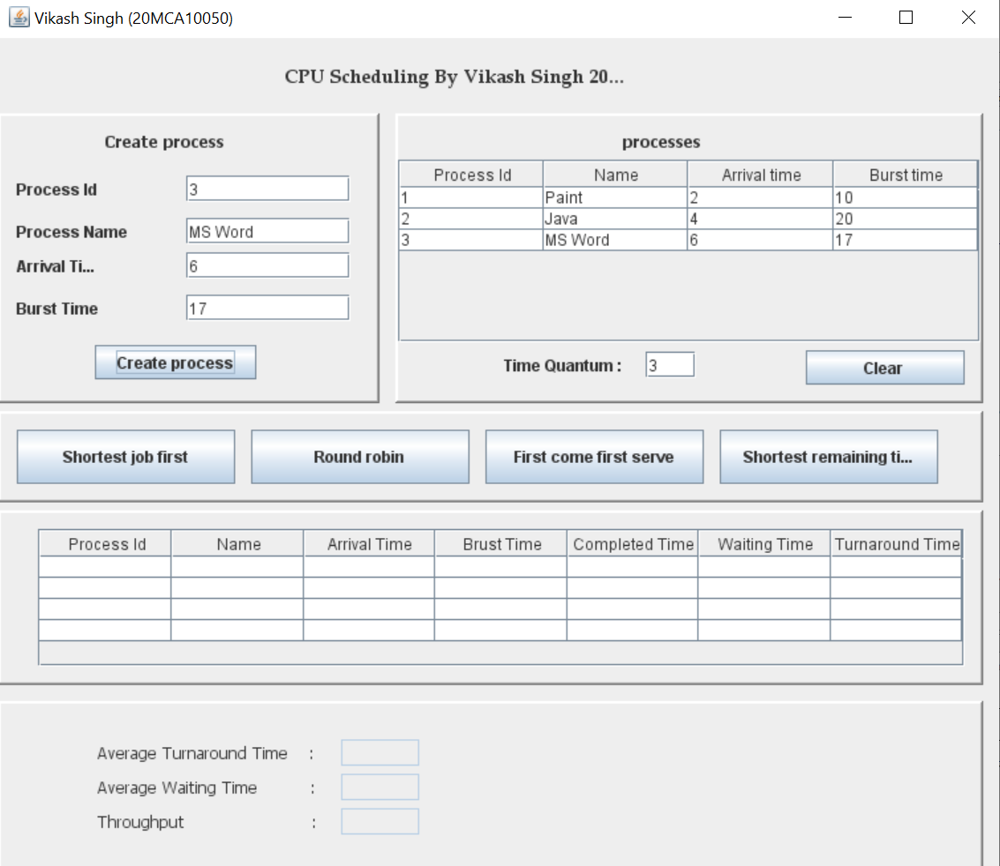 Vikash Singh (20MCA10050)
CPU Scheduling By Vikash Singh 20...
Create process
Process Id 3
Process Name MS Word
Arrival Ti... 6
Burst Time 17
Create process
processes
Process Id Name Arrival time Burst time
1 Paint 2 10
2 Java 4 20
3 MS Word 6 17
Time Quantum : 3 Clear
Shortest job first Round robin First come first serve Shortest remaining ti...
Process Id Name Arrival Time Brust Time Completed Time Waiting Time Turnaround Time
Average Turnaround Time :
Average Waiting Time :
Throughput :